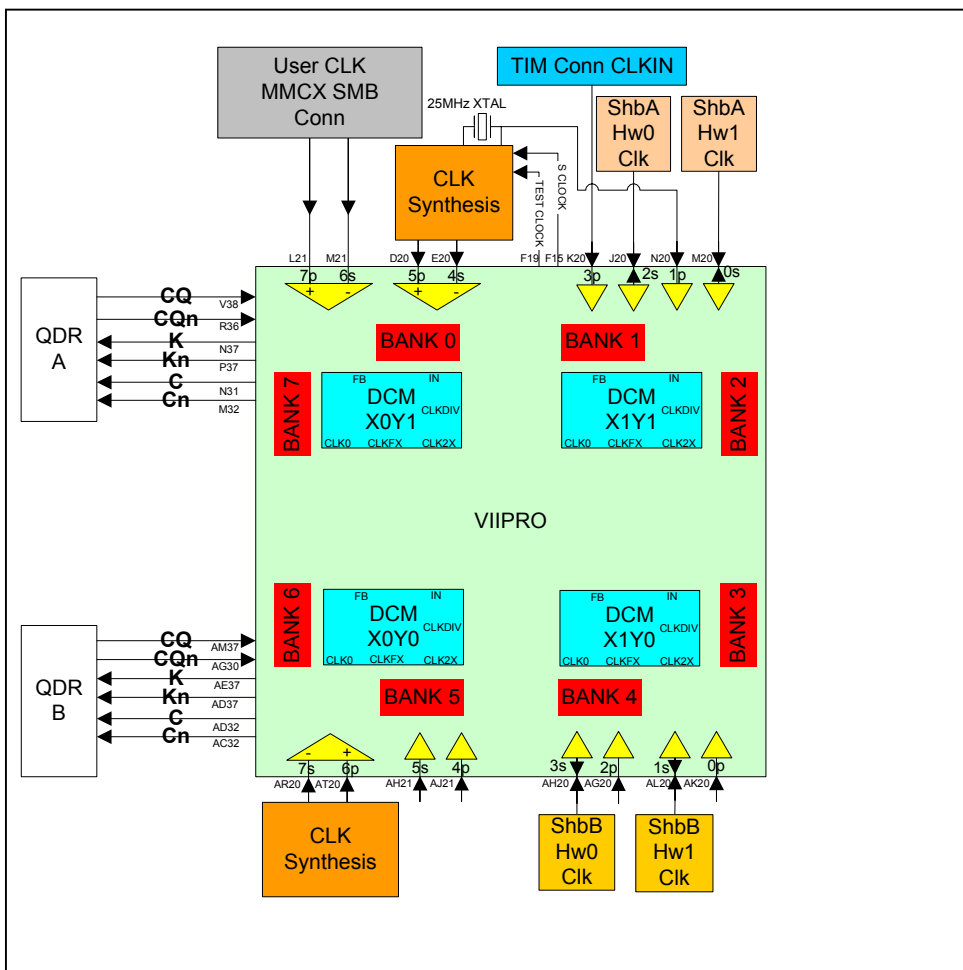 User CLK
MMCX SMB
Conn
TIM Conn CLKIN
25MHz XTAL
ShbA
Hw0
Clk
ShbA
Hw1
Clk
CLK
Synthesis
TEST CLOCK
S CLOCK
L21
M21
D20
E20
F19
F15
K20
J20
N20
M20
7p
6s
5p
4s
3p
2s
1p
0s
+
-
+
-
QDR
A
CQ
V38
CQn
R36
K
N37
Kn
P37
C
N31
Cn
M32
BANK 0
BANK 1
BANK 7
BANK 2
FB
IN
DCM
X0Y1
CLKDIV
CLK0
CLKFX
CLK2X
FB
IN
DCM
X1Y1
CLKDIV
CLK0
CLKFX
CLK2X
VIIPRO
BANK 6
BANK 3
FB
IN
DCM
X0Y0
CLKDIV
CLK0
CLKFX
CLK2X
FB
IN
DCM
X1Y0
CLKDIV
CLK0
CLKFX
CLK2X
BANK 5
BANK 4
QDR
B
CQ
AM37
CQn
AG30
K
AE37
Kn
AD37
C
AD32
Cn
AC32
-
+
7s
6p
5s
4p
3s
2p
1s
0p
AR20
AT20
AH21
AJ21
AH20
AG20
AL20
AK20
CLK
Synthesis
ShbB
Hw0
Clk
ShbB
Hw1
Clk